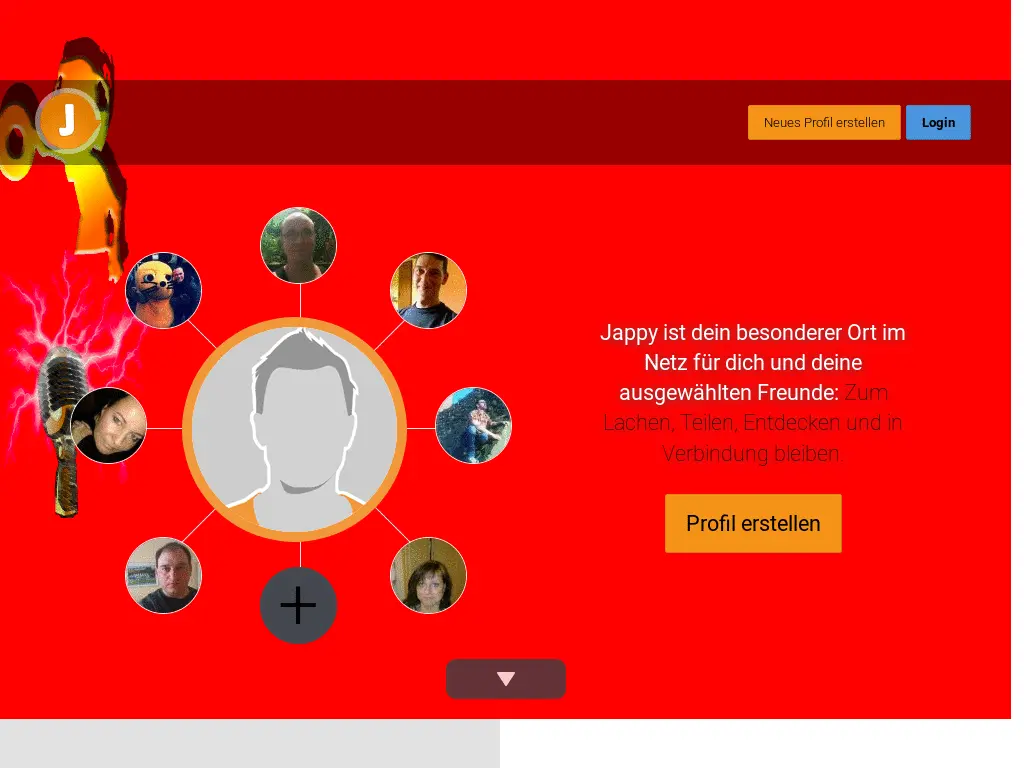 J
Neues Profil erstellen
Login
Jappy ist dein besonderer Ort im
Netz für dich und deine
ausgewählten Freunde: Zum
Lachen, Teilen, Entdecken und in
Verbindung bleiben.
Profil erstellen